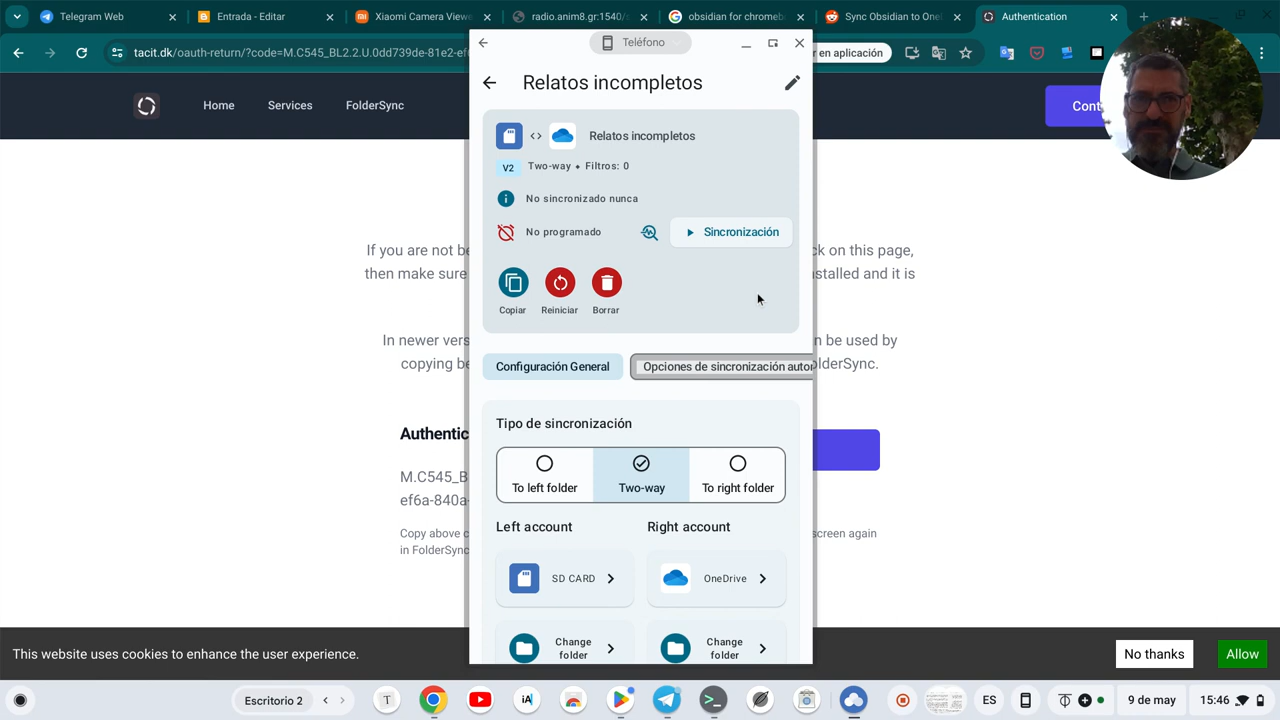 Telegram Web
Entrada - Editar
Xiaomi Camera Viewe
radio.anim8.gr:1540/
obsidian for chromeb
Sync Obsidian to Onel
Authentication
tacit.dk/oauth-return/?code=M.C545_BL2.2.U.0dd739de-81e2-ef6
r en aplicación
Home
Services
FolderSync
Cont
If you are not be
ck on this page,
then make sure
nstalled and it is
In newer vers
n be used by
copying be
olderSync.
Authentic
M.C545_B
ef6a-840a-
Copy above c
screen again
in FolderSync
Teléfono
Relatos incompletos
Relatos incompletos
V2
Two-way • Filtros: 0
No sincronizado nunca
No programado
Sincronización
Copiar
Reiniciar
Borrar
Configuración General
Opciones de sincronización autor
Tipo de sincronización
To left folder
Two-way
To right folder
Left account
Right account
SD CARD
OneDrive
Change
folder
Change
folder
This website uses cookies to enhance the user experience.
No thanks
Allow
Escritorio 2
T
iA
ES
9 de may
15:46